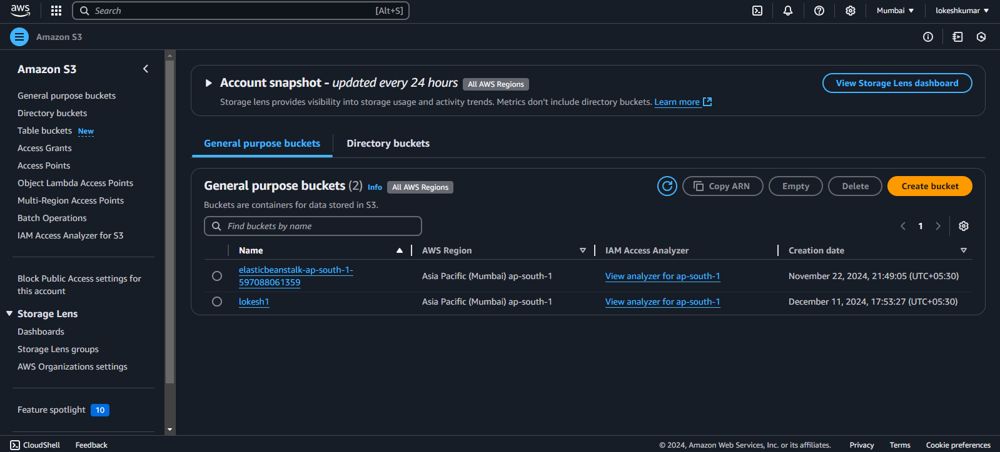 aws
Search [Alt+S]
Mumbai
lokeshkumar
Amazon S3
Amazon S3
General purpose buckets
Directory buckets
Table buckets New
Access Grants
Access Points
Object Lambda Access Points
Multi-Region Access Points
Batch Operations
IAM Access Analyzer for S3
Block Public Access settings for
this account
Storage Lens
Dashboards
Storage Lens groups
AWS Organizations settings
Feature spotlight 10
Account snapshot - updated every 24 hours All AWS Regions
View Storage Lens dashboard
Storage lens provides visibility into storage usage and activity trends. Metrics don't include directory buckets. Learn more
General purpose buckets Directory buckets
General purpose buckets (2) Info All AWS Regions
Copy ARN Empty Delete Create bucket
Buckets are containers for data stored in S3.
Find buckets by name
1
Name AWS Region IAM Access Analyzer Creation date
elasticbeanstalk-ap-south-1-
597088061359
Asia Pacific (Mumbai) ap-south-1 View analyzer for ap-south-1 November 22, 2024, 21:49:05 (UTC+05:30)
lokesh1 Asia Pacific (Mumbai) ap-south-1 View analyzer for ap-south-1 December 11, 2024, 17:53:27 (UTC+05:30)
CloudShell Feedback © 2024, Amazon Web Services, Inc. or its affiliates. Privacy Terms Cookie preferences